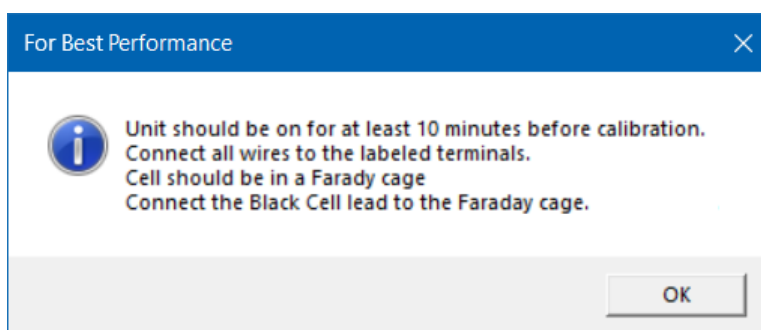 For Best Performance
Unit should be on for at least 10 minutes before calibration.
Connect all wires to the labeled terminals.
Cell should be in a Farady cage
Connect the Black Cell lead to the Faraday cage.
OK